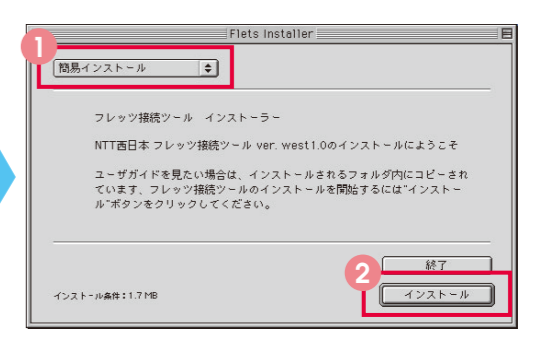 Flets Installer
1
簡易インストール
フレッツ接続ツール インストーラー
NTT西日本 フレッツ接続ツール ver. west1.0のインストールにようこそ
ユーザガイドを見たい場合は、インストールされるフォルダ内にコピーされ
ています、フレッツ接続ツールのインストールを開始するには"インストー
ル"ボタンをクリックしてください。
2
終了
インストール条件:1.7MB
インストール